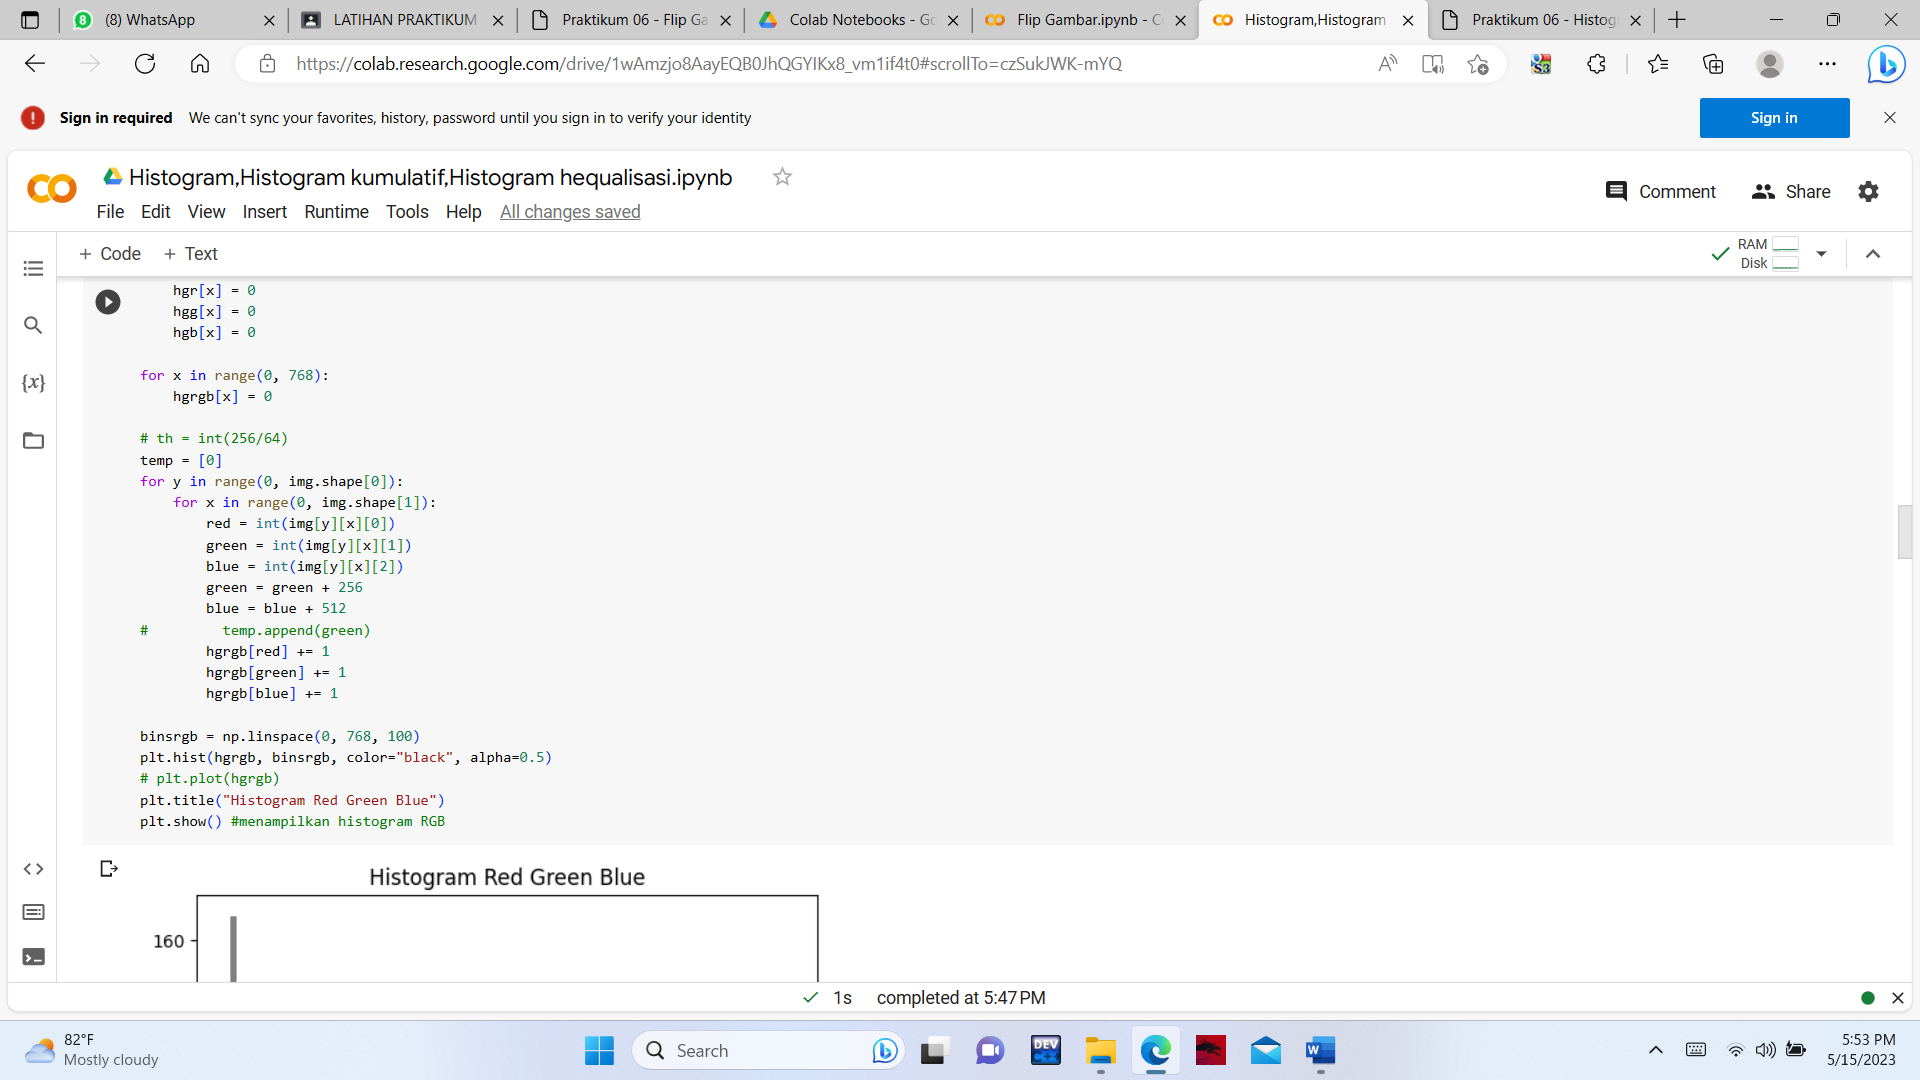 (8) WhatsApp
LATIHAN PRAKTIKUM
Praktikum 06 - Flip Ga
Colab Notebooks - Go
Flip Gambar.ipynb - C
Histogram,Histogram
Praktikum 06 - Histog
https://colab.research.google.com/drive/1wAmzjo8AayEQB0JhQGYIKx8_vm1if4t0#scrollTo=czSukJWK-mYQ
Sign in required We can't sync your favorites, history, password until you sign in to verify your identity
Sign in
Histogram,Histogram kumulatif,Histogram hequalisasi.ipynb
Comment
Share
File Edit View Insert Runtime Tools Help All changes saved
+ Code + Text
RAM
Disk
hgr[x] = 0
hgg[x] = 0
hgb[x] = 0
for x in range(0, 768):
hgrgb[x] = 0
# th = int(256/64)
temp = [0]
for y in range(0, img.shape[0]):
for x in range(0, img.shape[1]):
red = int(img[y][x][0])
green = int(img[y][x][1])
blue = int(img[y][x][2])
green = green + 256
blue = blue + 512
# temp.append(green)
hgrgb[red] += 1
hgrgb[green] += 1
hgrgb[blue] += 1
binsrgb = np.linspace(0, 768, 100)
plt.hist(hgrgb, binsrgb, color="black", alpha=0.5)
# plt.plot(hgrgb)
plt.title("Histogram Red Green Blue")
plt.show() #menampilkan histogram RGB
Histogram Red Green Blue
160
1s completed at 5:47 PM
82°F
Mostly cloudy
Search
DEV
C++
W
5:53 PM
5/15/2023